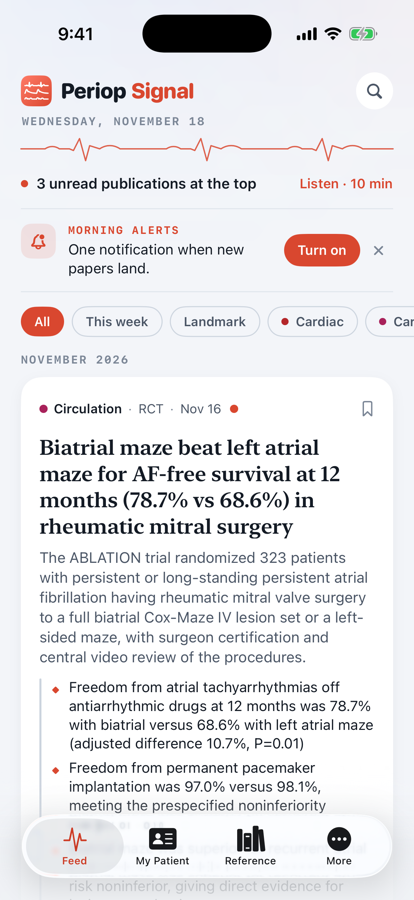 9:41
Periop Signal
WEDNESDAY, NOVEMBER 18
3 unread publications at the top
Listen · 10 min
MORNING ALERTS
One notification when new
papers land.
Turn on
All
This week
Landmark
Cardiac
Car
NOVEMBER 2026
Circulation · RCT · Nov 16
Biatrial maze beat left atrial
maze for AF-free survival at 12
months (78.7% vs 68.6%) in
rheumatic mitral surgery
The ABLATION trial randomized 323 patients
with persistent or long-standing persistent atrial
fibrillation having rheumatic mitral valve surgery
to a full biatrial Cox-Maze IV lesion set or a left-
sided maze, with surgeon certification and
central video review of the procedures.
Freedom from atrial tachyarrhythmias off
antiarrhythmic drugs at 12 months was 78.7%
with biatrial versus 68.6% with left atrial maze
(adjusted difference 10.7%, P=0.01)
Freedom from permanent pacemaker
implantation was 97.0% versus 98.1%,
meeting the prespecified noninferiority
Feed
My Patient
Reference
More
risk noninferior, giving direct evidence for